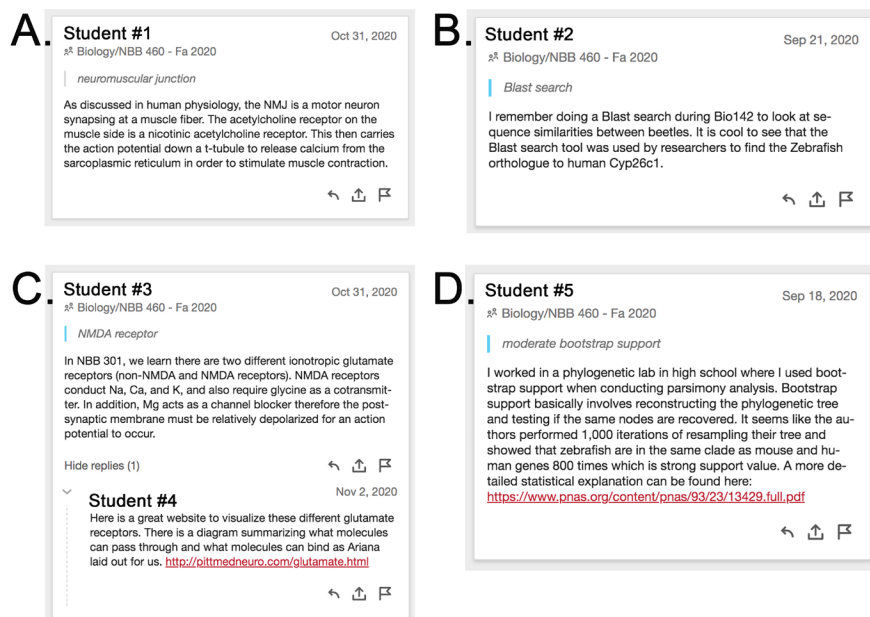 A.
Student #1
Oct 31, 2020
Biology/NBB 460 - Fa 2020
neuromuscular junction
As discussed in human physiology, the NMJ is a motor neuron
synapsing at a muscle fiber. The acetylcholine receptor on the
muscle side is a nicotinic acetylcholine receptor. This then carries
the action potential down a t-tubule to release calcium from the
sarcoplasmic reticulum in order to stimulate muscle contraction.
B.
Student #2
Sep 21, 2020
Biology/NBB 460 - Fa 2020
Blast search
I remember doing a Blast search during Bio142 to look at se-
quence similarities between beetles. It is cool to see that the
Blast search tool was used by researchers to find the Zebrafish
orthologue to human Cyp26c1.
C.
Student #3
Oct 31, 2020
Biology/NBB 460 - Fa 2020
NMDA receptor
In NBB 301, we learn there are two different ionotropic glutamate
receptors (non-NMDA and NMDA receptors). NMDA receptors
conduct Na, Ca, and K, and also require glycine as a cotransmit-
ter. In addition, Mg acts as a channel blocker therefore the post-
synaptic membrane must be relatively depolarized for an action
potential to occur.
Hide replies (1)
Student #4
Nov 2, 2020
Here is a great website to visualize these different glutamate
receptors. There is a diagram summarizing what molecules
can pass through and what molecules can bind as Ariana
laid out for us. http://pittmedneuro.com/glutamate.html
D.
Student #5
Sep 18, 2020
Biology/NBB 460 - Fa 2020
moderate bootstrap support
I worked in a phylogenetic lab in high school where I used boot-
strap support when conducting parsimony analysis. Bootstrap
support basically involves reconstructing the phylogenetic tree
and testing if the same nodes are recovered. It seems like the au-
thors performed 1,000 iterations of resampling their tree and
showed that zebrafish are in the same clade as mouse and hu-
man genes 800 times which is strong support value. A more de-
tailed statistical explanation can be found here:
https://www.pnas.org/content/pnas/93/23/13429.full.pdf